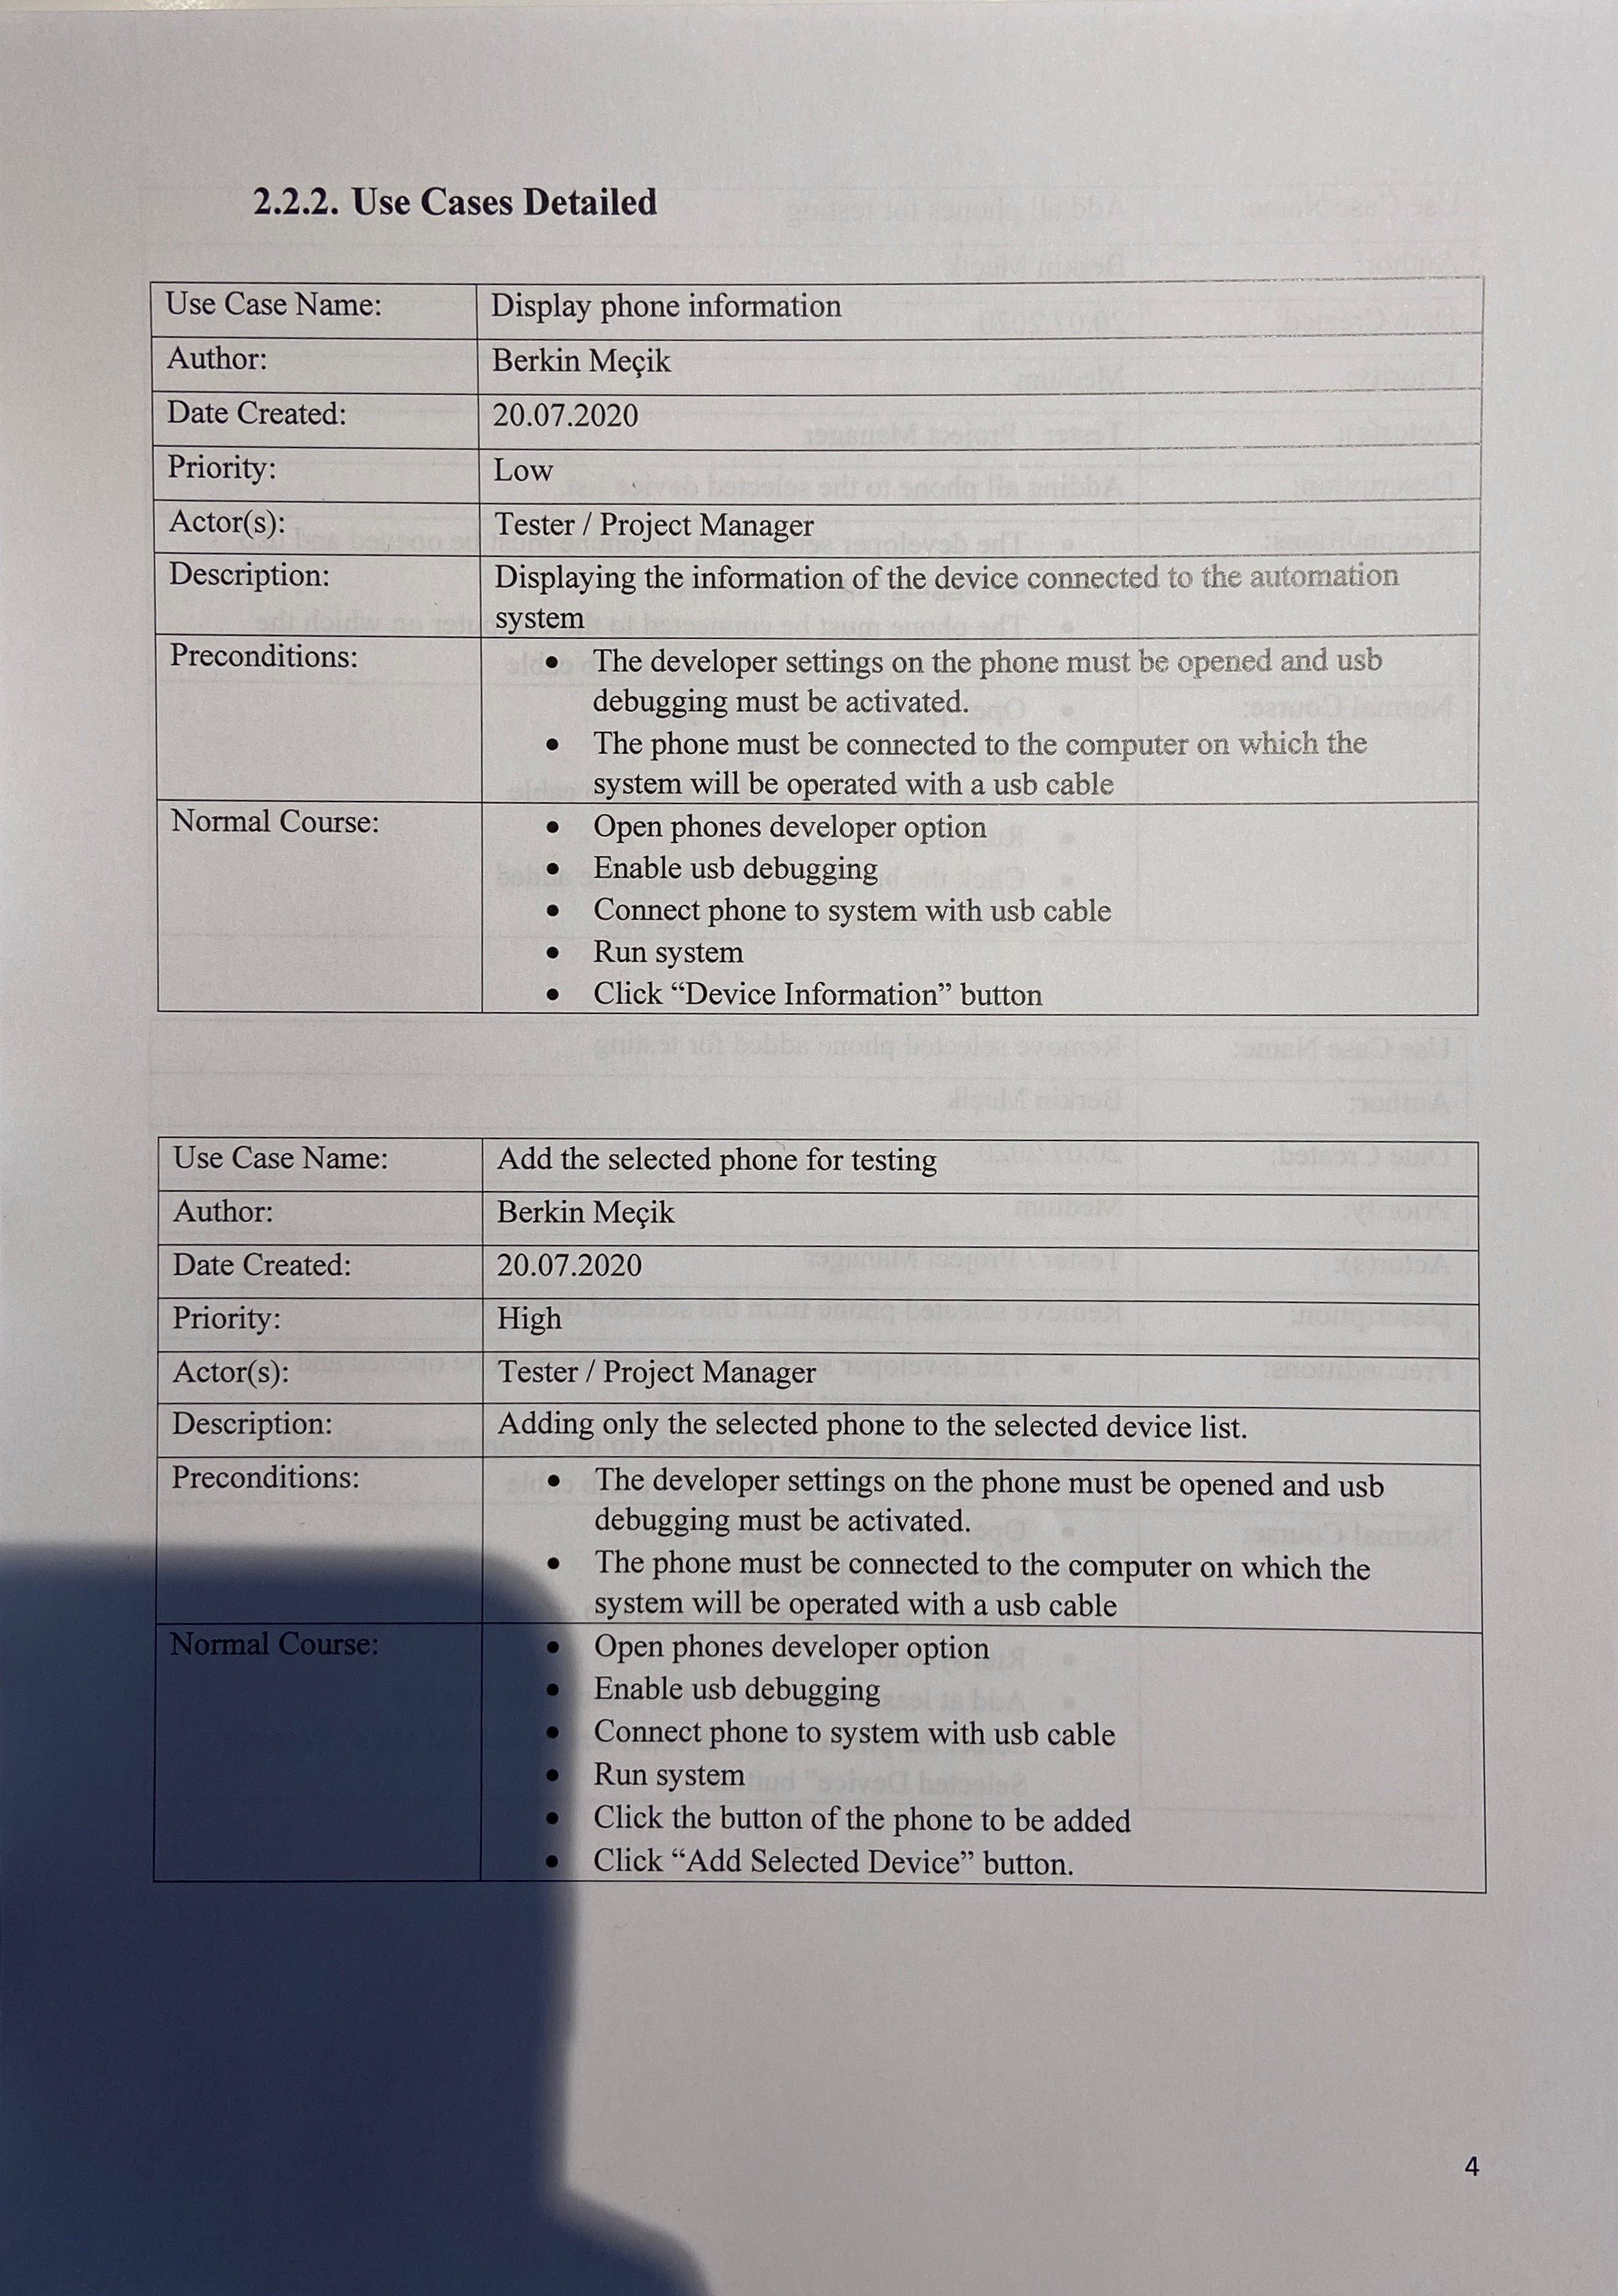 2.2.2. Use Cases Detailed
Use Case Name: Display phone information
Author: Berkin Meçik
Date Created: 20.07.2020
Priority: Low
Actor(s): Tester / Project Manager
Description: Displaying the information of the device connected to the automation
system
Preconditions: • The developer settings on the phone must be opened and usb
debugging must be activated.
• The phone must be connected to the computer on which the
system will be operated with a usb cable
Normal Course: • Open phones developer option
• Enable usb debugging
• Connect phone to system with usb cable
• Run system
• Click “Device Information” button
Use Case Name: Add the selected phone for testing
Author: Berkin Meçik
Date Created: 20.07.2020
Priority: High
Actor(s): Tester / Project Manager
Description: Adding only the selected phone to the selected device list.
Preconditions: • The developer settings on the phone must be opened and usb
debugging must be activated.
• The phone must be connected to the computer on which the
system will be operated with a usb cable
Normal Course: • Open phones developer option
• Enable usb debugging
• Connect phone to system with usb cable
• Run system
• Click the button of the phone to be added
• Click “Add Selected Device” button.
4